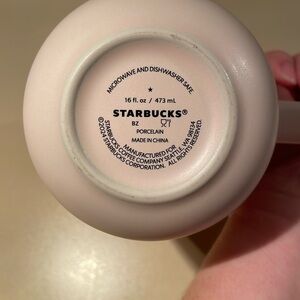 MICROWAVE AND DISHWASHER SAFE.
16 fl. oz / 473 mL
STARBUCKS®
BZ
PORCELAIN
MADE IN CHINA
MANUFACTURED FOR
STARBUCKS COFFEE COMPANY SEATTLE, WA 98134
©2024 STARBUCKS CORPORATION. ALL RIGHTS RESERVED.